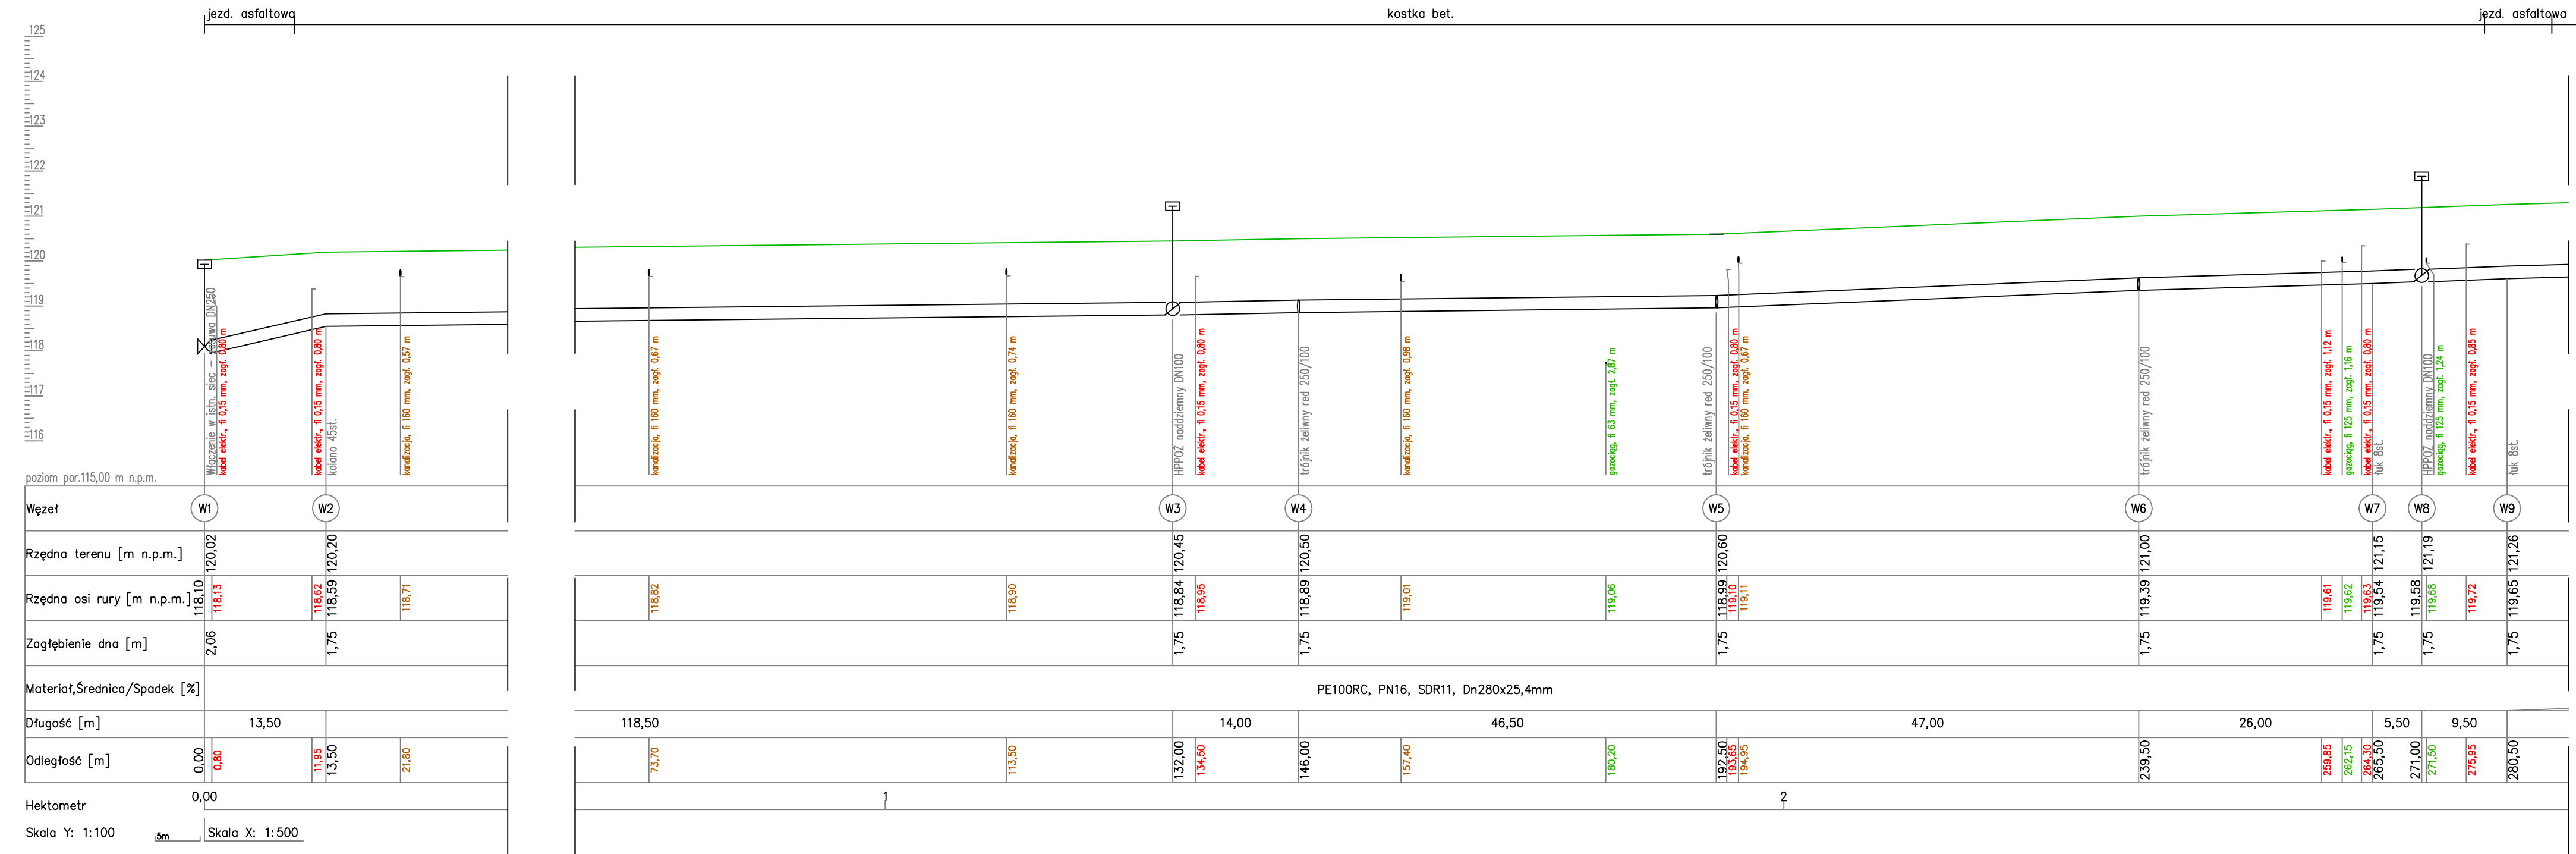 jezd. asfaltowa
kostka bet.
jezd. asfaltowa
125
124
123
122
121
120
119
118
117
116
poziom por.115,00 m n.p.m.
Włączenie w istn. siec - DN250
kabel elektr., fi 0,15 mm, zagł. 0,80 m
kabel elektr., fi 0,15 mm, zagł. 0,80 m
kolano 45st.
kanalizacja, fi 160 mm, zagł. 0,57 m
kanalizacja, fi 160 mm, zagł. 0,67 m
kanalizacja, fi 160 mm, zagł. 0,74 m
HPPOŻ nadziemny DN100
kabel elektr., fi 0,15 mm, zagł. 0,80 m
trójnik żeliwny red 250/100
kanalizacja, fi 160 mm, zagł. 0,98 m
gazociąg, fi 63 mm, zagł. 2,87 m
trójnik żeliwny red 250/100
kabel elektr., fi 0,15 mm, zagł. 0,80 m
kanalizacja, fi 160 mm, zagł. 0,67 m
trójnik żeliwny red 250/100
kabel elektr., fi 0,15 mm, zagł. 1,12 m
gazociąg, fi 125 mm, zagł. 1,16 m
kabel elektr., fi 0,15 mm, zagł. 0,80 m
łuk 8st.
HPPOŻ nadziemny DN100
gazociąg, fi 125 mm, zagł. 1,24 m
kabel elektr., fi 0,15 mm, zagł. 0,85 m
łuk 8st.
Węzeł W1 W2 W3 W4 W5 W6 W7 W8 W9
Rzędna terenu [m n.p.m.] 120,02 120,20 120,45 120,50 120,60 121,00 121,15 121,19 121,26
Rzędna osi rury [m n.p.m.] 118,10 118,13 118,62 118,59 118,71 118,82 118,90 118,84 118,95 118,89 119,01 119,06 118,99 119,10 119,11 119,39 119,61 119,62 119,63 119,54 119,58 119,68 119,72 119,65
Zagłębienie dna [m] 2,06 1,75 1,75 1,75 1,75 1,75 1,75 1,75 1,75
Materiał,Średnica/Spadek [%] PE100RC, PN16, SDR11, Dn280x25,4mm
Długość [m] 13,50 118,50 14,00 46,50 47,00 26,00 5,50 9,50
Odległość [m] 0,00 0,80 11,95 13,50 21,80 73,70 113,50 132,00 134,50 146,00 157,40 180,20 192,50 193,65 194,95 239,50 259,85 262,15 264,30 265,50 271,00 271,50 275,95 280,50
Hektometr 0,00 1 2
Skala Y: 1:100 5m Skala X: 1:500